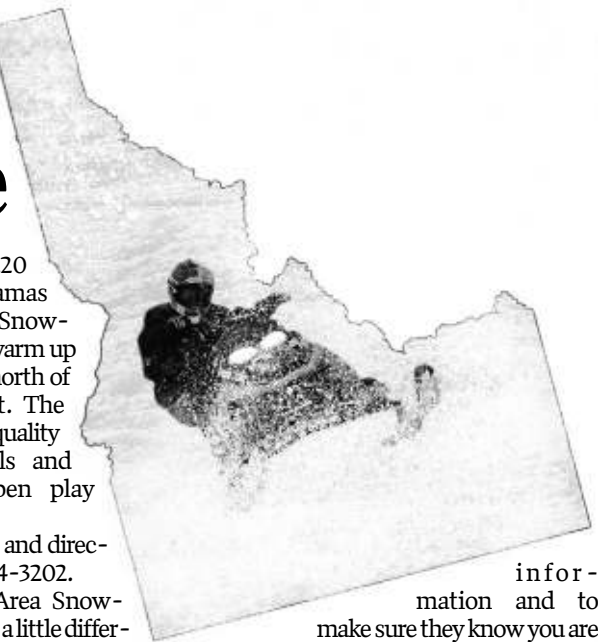 e
20
amas
Snow-
varm up
north of
t. The
quality
ls and
pen play
and direc-
4-3202.
Area Snow-
a little differ-
infor-
mation and to
make sure they know you are